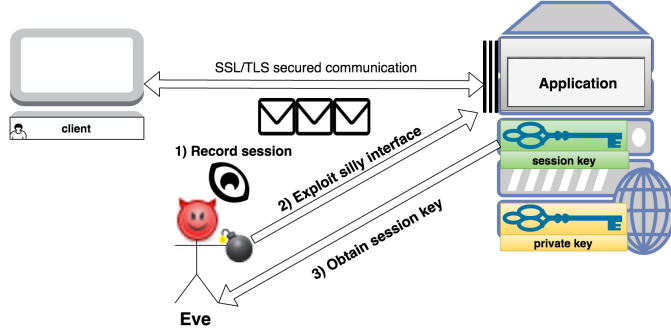 SSL/TLS secured communication
Application
client
1) Record session
2) Exploit silly interface
session key
3) Obtain session key
private key
Eve